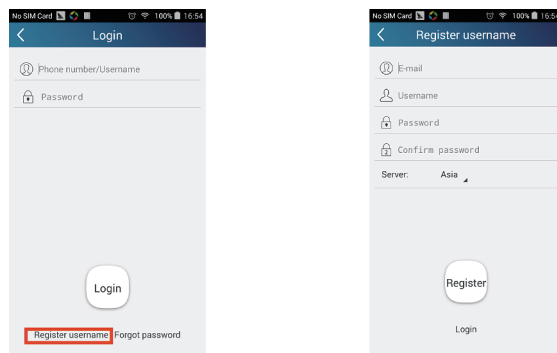 No SIM Card 100% 16:54
Login
Phone number/Username
Password
Login
Register username Forgot password
No SIM Card 100% 16:54
Register username
E-mail
Username
Password
Confirm password
Server: Asia
Register
Login